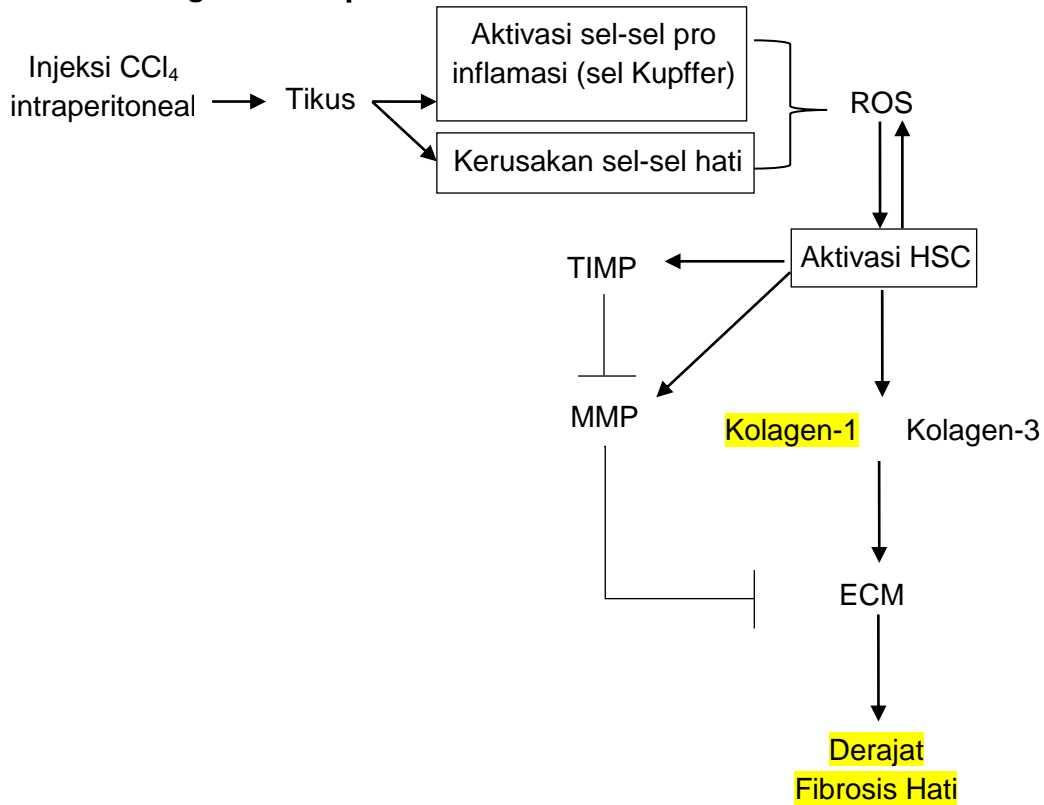 Injeksi CCl₄
intraperitoneal
Tikus
Aktivasi sel-sel pro
inflamasi (sel Kupffer)
Kerusakan sel-sel hati
ROS
Aktivasi HSC
TIMP
MMP
Kolagen-1
Kolagen-3
ECM
Derajat
Fibrosis Hati